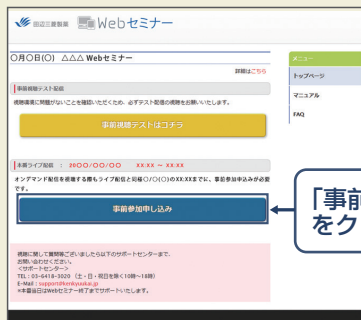 田辺三菱製薬 Webセミナー
○月○日(○) △△△ Webセミナー
詳細はこちら
事前視聴テスト配信
視聴環境に問題がないことを確認いただくため、必ずテスト配信の視聴をお願いいたします。
事前視聴テストはコチラ
本番ライブ配信 ： 20○○/○○/○○ XX:XX ～ XX:XX
オンデマンド配信を視聴する際もライブ配信と同様○/○(○)のXX:XXまでに、事前参加申込みが必要
です。
事前参加申し込み
視聴に関して質問等ございましたら以下のサポートセンターまで、
お問い合わせください。
<サポートセンター>
TEL：03-6418-5020 （土・日・祝日を除く10時～18時）
E-Mail：support@kenkyuukai.jp
※本番当日はWebセミナー終了までサポートいたします。
メニュー
トップページ
マニュアル
FAQ
「事前
をク